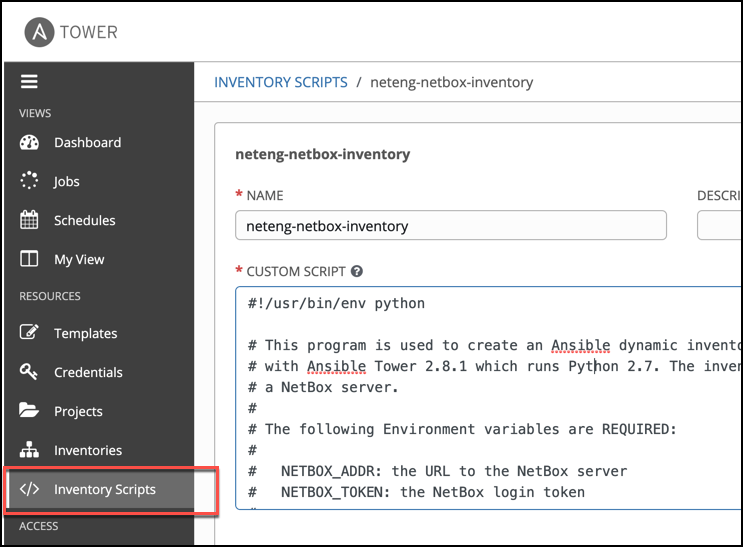 A TOWER
VIEWS
Dashboard
Jobs
Schedules
My View
RESOURCES
Templates
Credentials
Projects
Inventories
</> Inventory Scripts
ACCESS
INVENTORY SCRIPTS / neteng-netbox-inventory
neteng-netbox-inventory
* NAME
DESCRI
neteng-netbox-inventory
* CUSTOM SCRIPT ?
#!/usr/bin/env python
# This program is used to create an Ansible dynamic invento
# with Ansible Tower 2.8.1 which runs Python 2.7. The inven
# a NetBox server.
#
# The following Environment variables are REQUIRED:
#
#   NETBOX_ADDR: the URL to the NetBox server
#   NETBOX_TOKEN: the NetBox login token